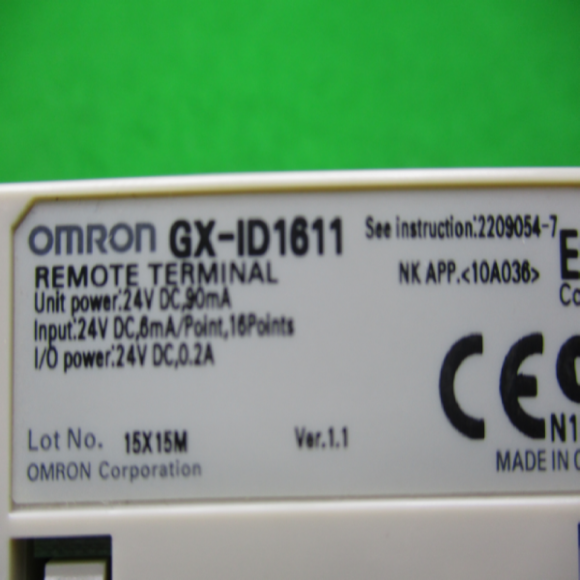 OMRON GX-ID1611 See instruction:2209054-7
REMOTE TERMINAL NK APP.<10A036>
Unit power:24V DC,90mA
Input:24V DC,6mA/Point,16Points
I/O power:24V DC,0.2A
CE
Lot No. 15X15M Ver.1.1 N1
OMRON Corporation MADE IN C